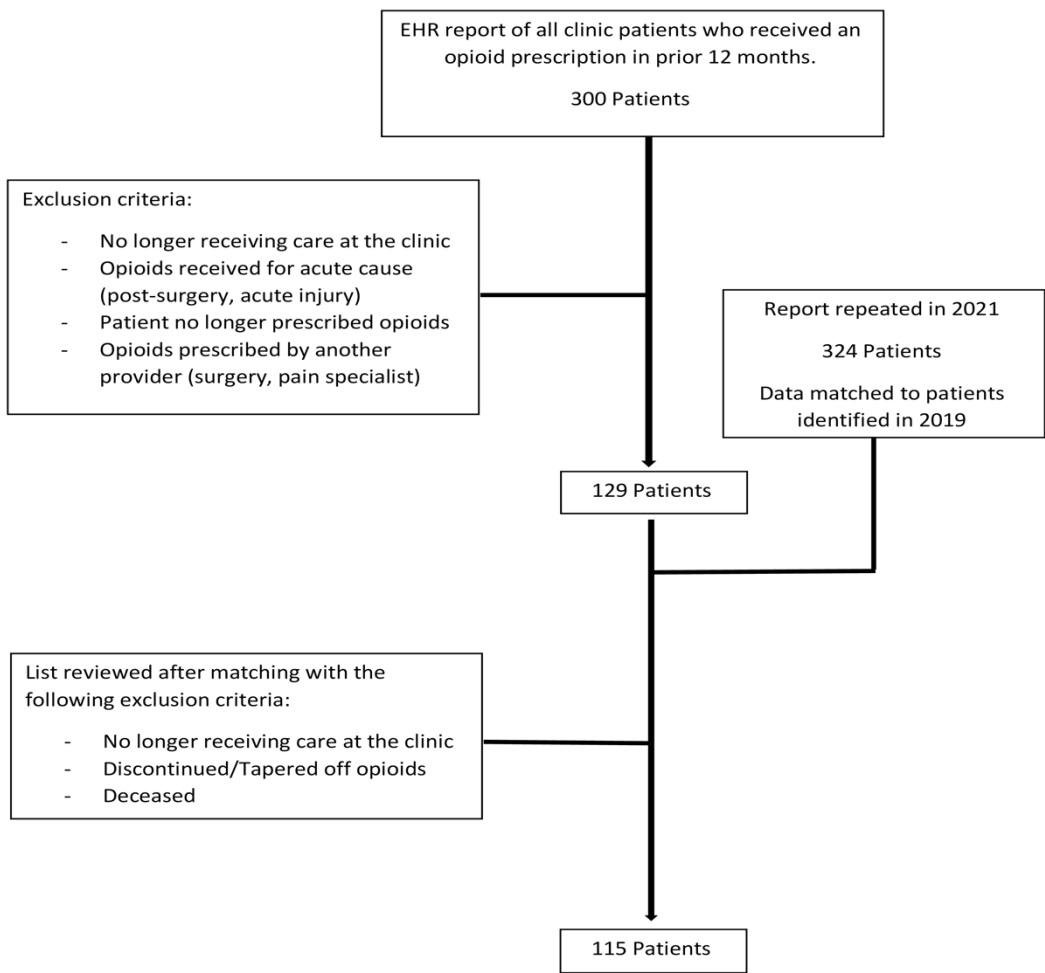 EHR report of all clinic patients who received an
opioid prescription in prior 12 months.
300 Patients
Exclusion criteria:
- No longer receiving care at the clinic
- Opioids received for acute cause
(post-surgery, acute injury)
- Patient no longer prescribed opioids
- Opioids prescribed by another
provider (surgery, pain specialist)
Report repeated in 2021
324 Patients
Data matched to patients
identified in 2019
129 Patients
List reviewed after matching with the
following exclusion criteria:
- No longer receiving care at the clinic
- Discontinued/Tapered off opioids
- Deceased
115 Patients